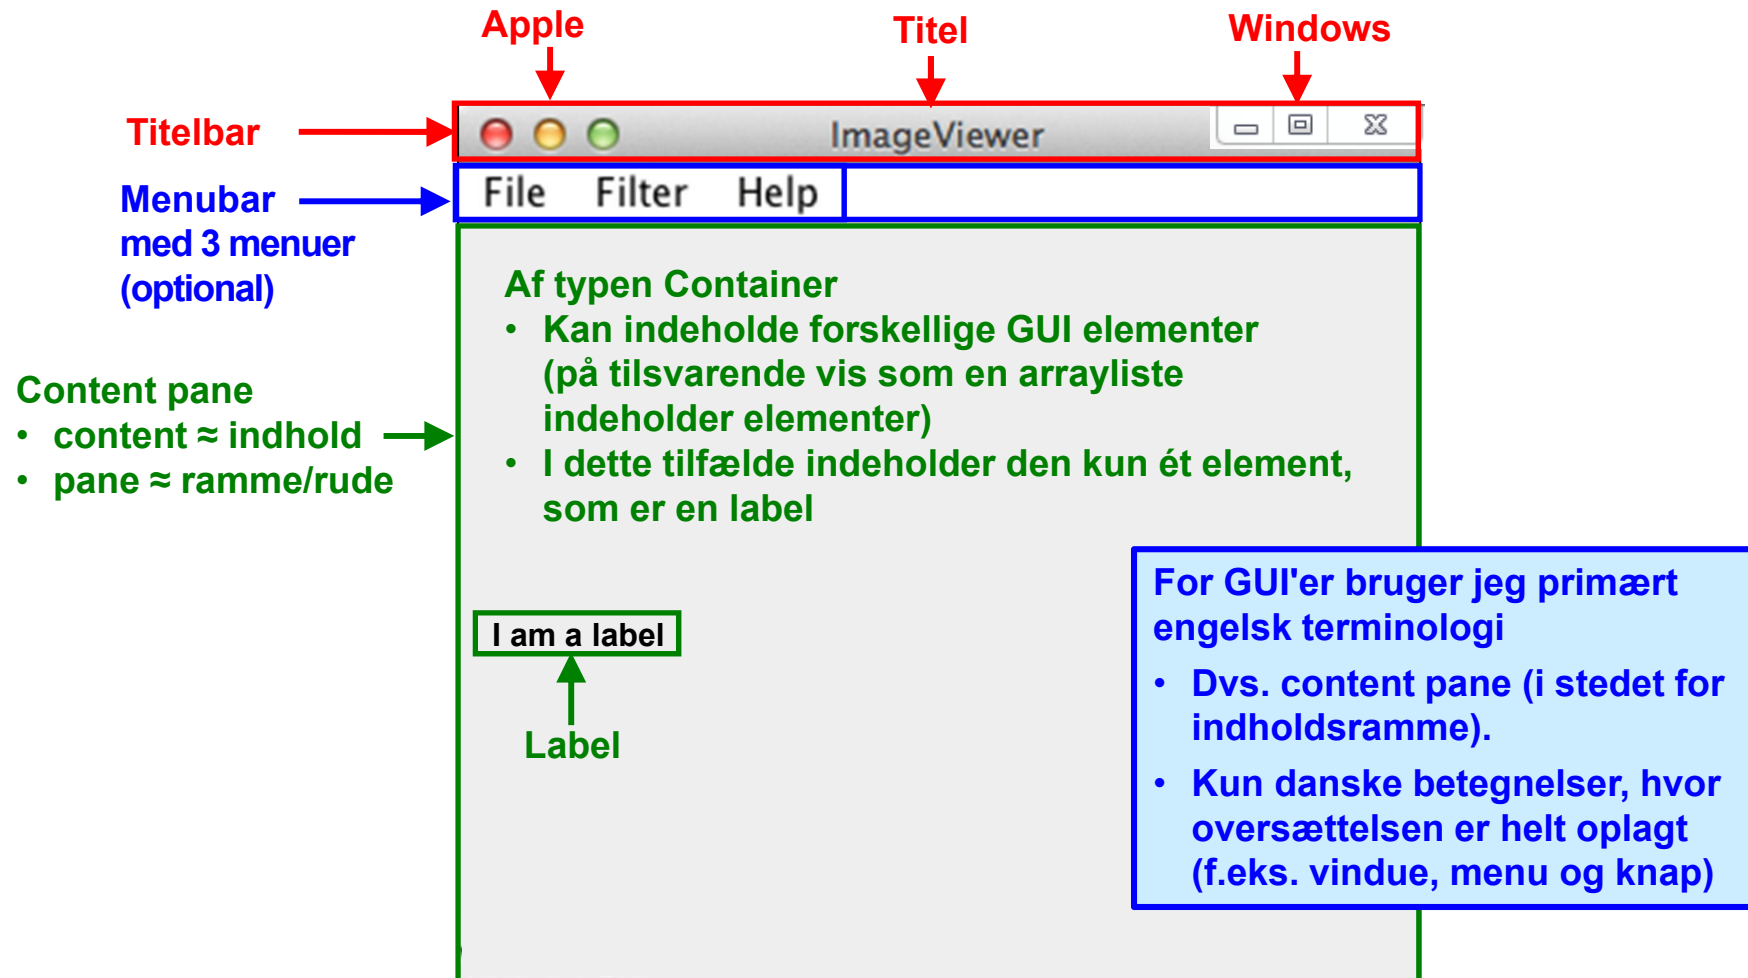 Apple
Titel
Windows
Titelbar
ImageViewer
Menubar
med 3 menuer
(optional)
File Filter Help
Af typen Container
• Kan indeholde forskellige GUI elementer
(på tilsvarende vis som en arrayliste
indeholder elementer)
• I dette tilfælde indeholder den kun ét element,
som er en label
Content pane
• content ≈ indhold
• pane ≈ ramme/rude
I am a label
Label
For GUI'er bruger jeg primært
engelsk terminologi
• Dvs. content pane (i stedet for
indholdsramme).
• Kun danske betegnelser, hvor
oversættelsen er helt oplagt
(f.eks. vindue, menu og knap)